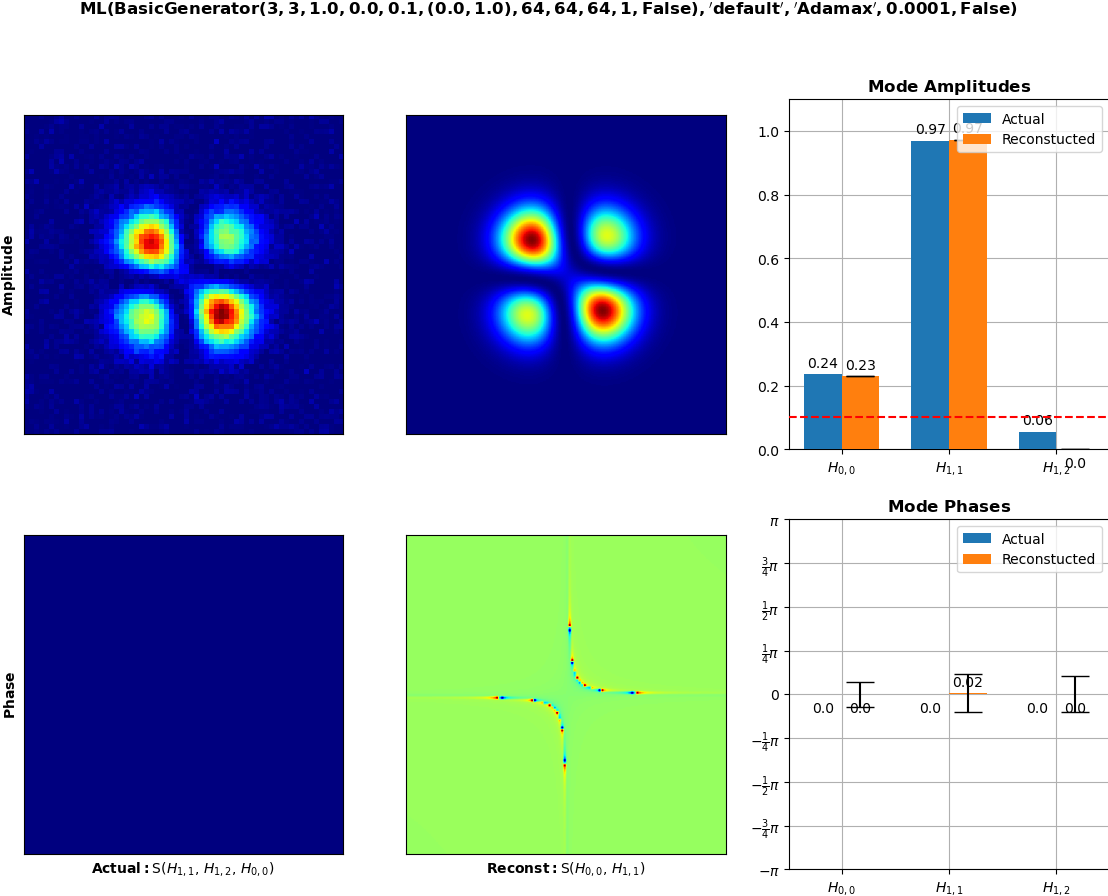 ML(BasicGenerator(3, 3, 1.0, 0.0, 0.1, (0.0, 1.0), 64, 64, 64, 1, False), ′default′, ′Adamax′, 0.0001, False)
Amplitude
Mode Amplitudes
Actual
Reconstucted
1.0
0.8
0.6
0.4
0.2
0.0
0.24
0.23
0.97
0.97
0.06
0.0
H0,0
H1,1
H1,2
Phase
Actual: S(H1,1, H1,2, H0,0)
Reconst: S(H0,0, H1,1)
Mode Phases
Actual
Reconstucted
π
3/4π
1/2π
1/4π
0
−1/4π
−1/2π
−3/4π
−π
0.0
0.0
0.0
0.02
0.0
0.0
H0,0
H1,1
H1,2